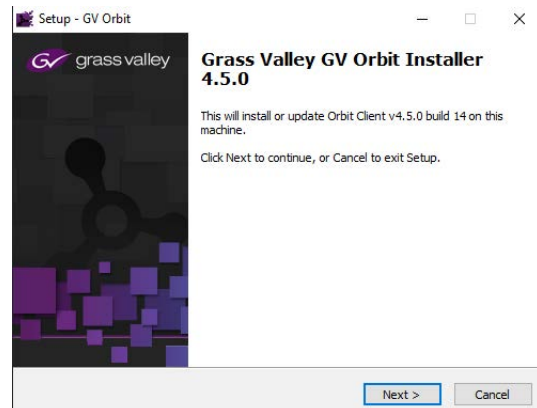 Setup - GV Orbit
grass valley
Grass Valley GV Orbit Installer
4.5.0
This will install or update Orbit Client v4.5.0 build 14 on this
machine.
Click Next to continue, or Cancel to exit Setup.
Next >
Cancel